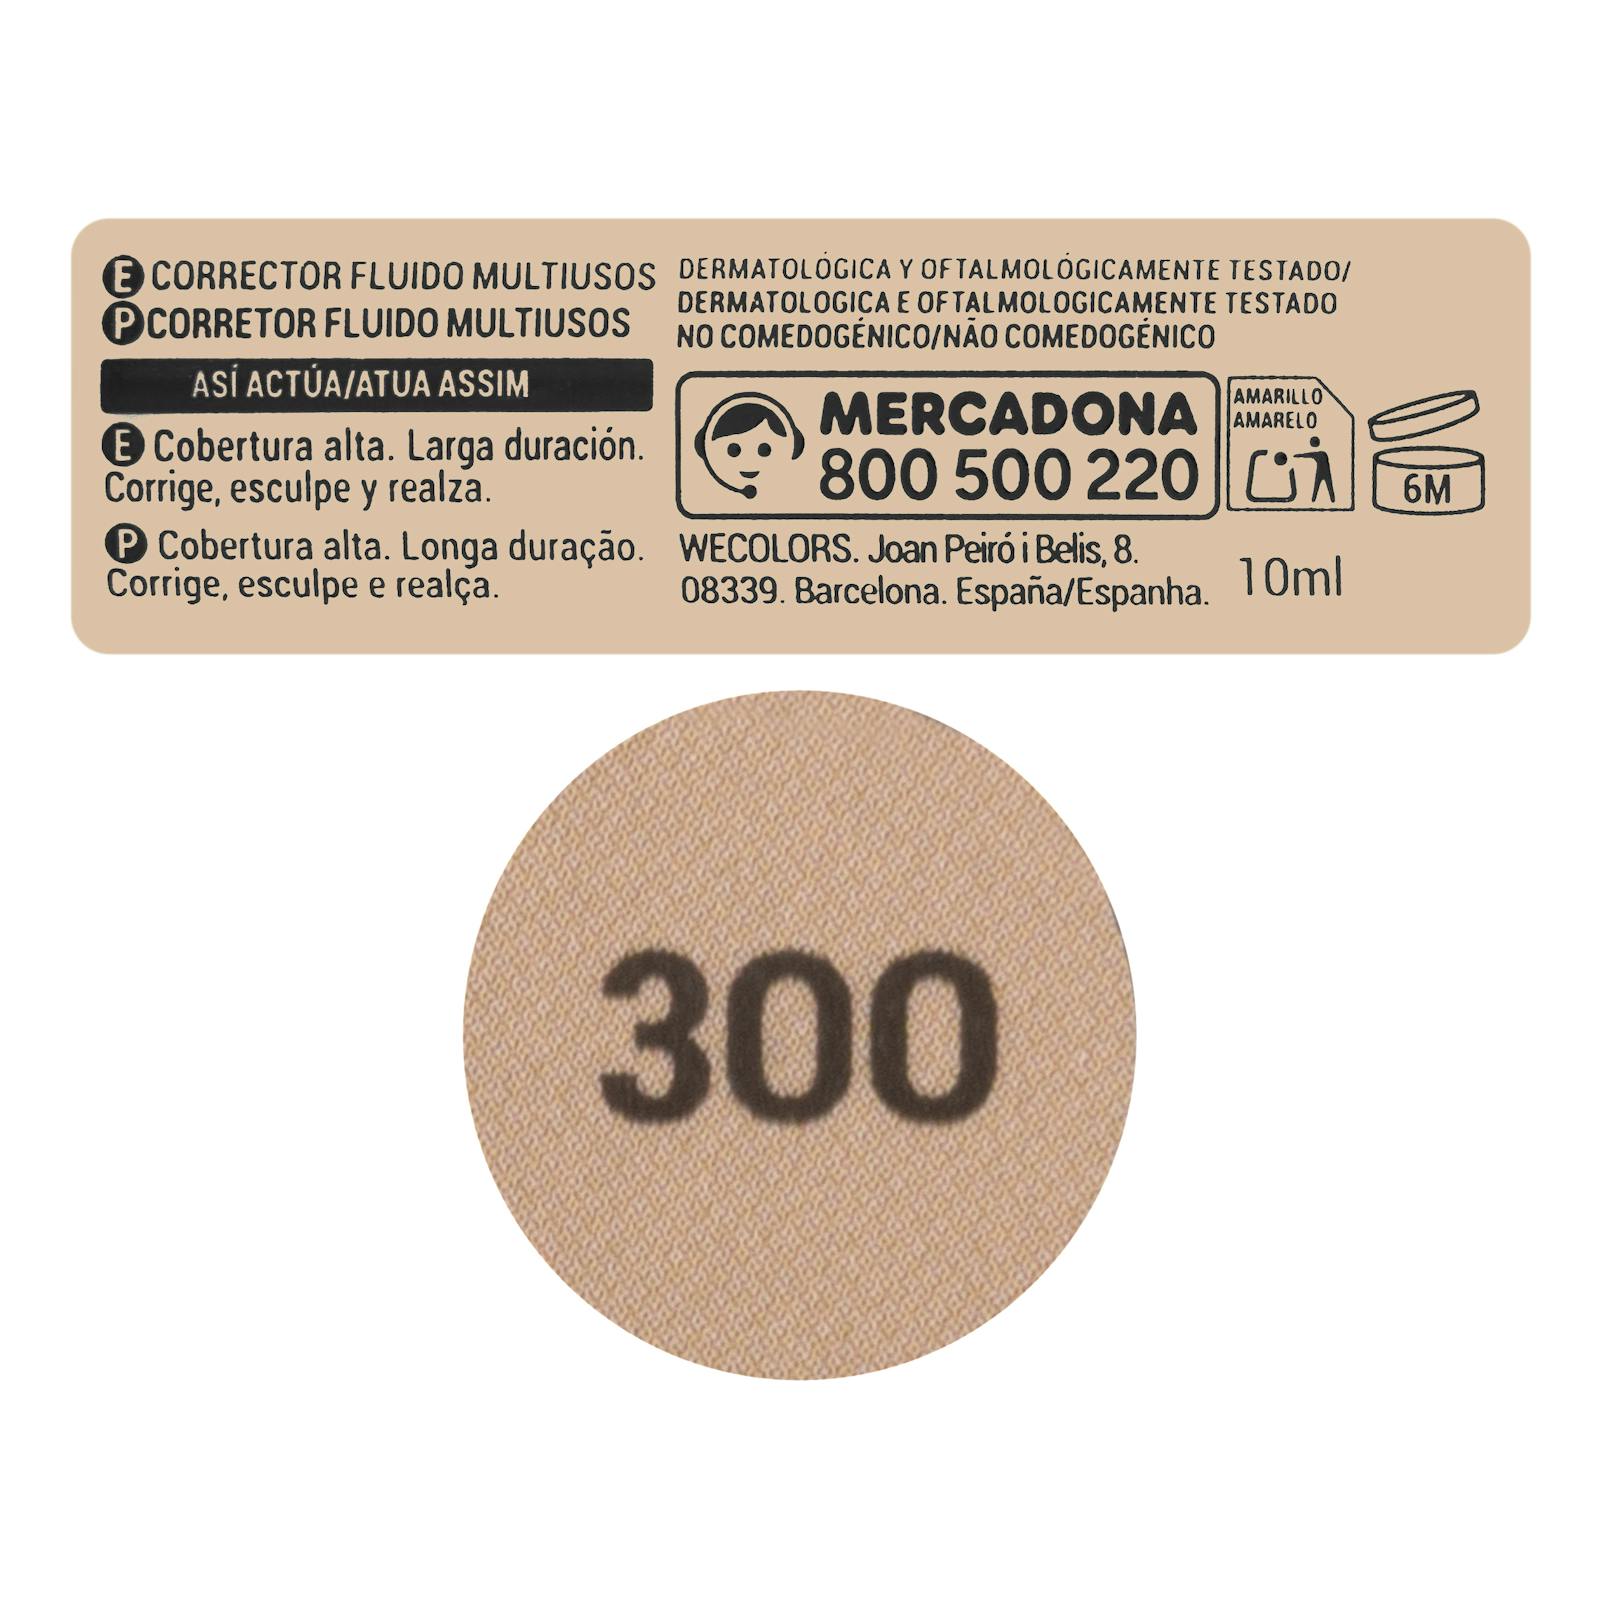 E CORRECTOR FLUIDO MULTIUSOS
P CORRETOR FLUIDO MULTIUSOS
ASÍ ACTÚA/ATUA ASSIM
E Cobertura alta. Larga duración.
Corrige, esculpe y realza.
P Cobertura alta. Longa duração.
Corrige, esculpe e realça.
DERMATOLÓGICA Y OFTALMOLÓGICAMENTE TESTADO/
DERMATOLOGICA E OFTALMOLOGICAMENTE TESTADO
NO COMEDOGÉNICO/NÃO COMEDOGÉNICO
MERCADONA
800 500 220
AMARILLO
AMARELO
6M
WECOLORS. Joan Peiró i Belis, 8.
08339. Barcelona. España/Espanha.
10ml
300